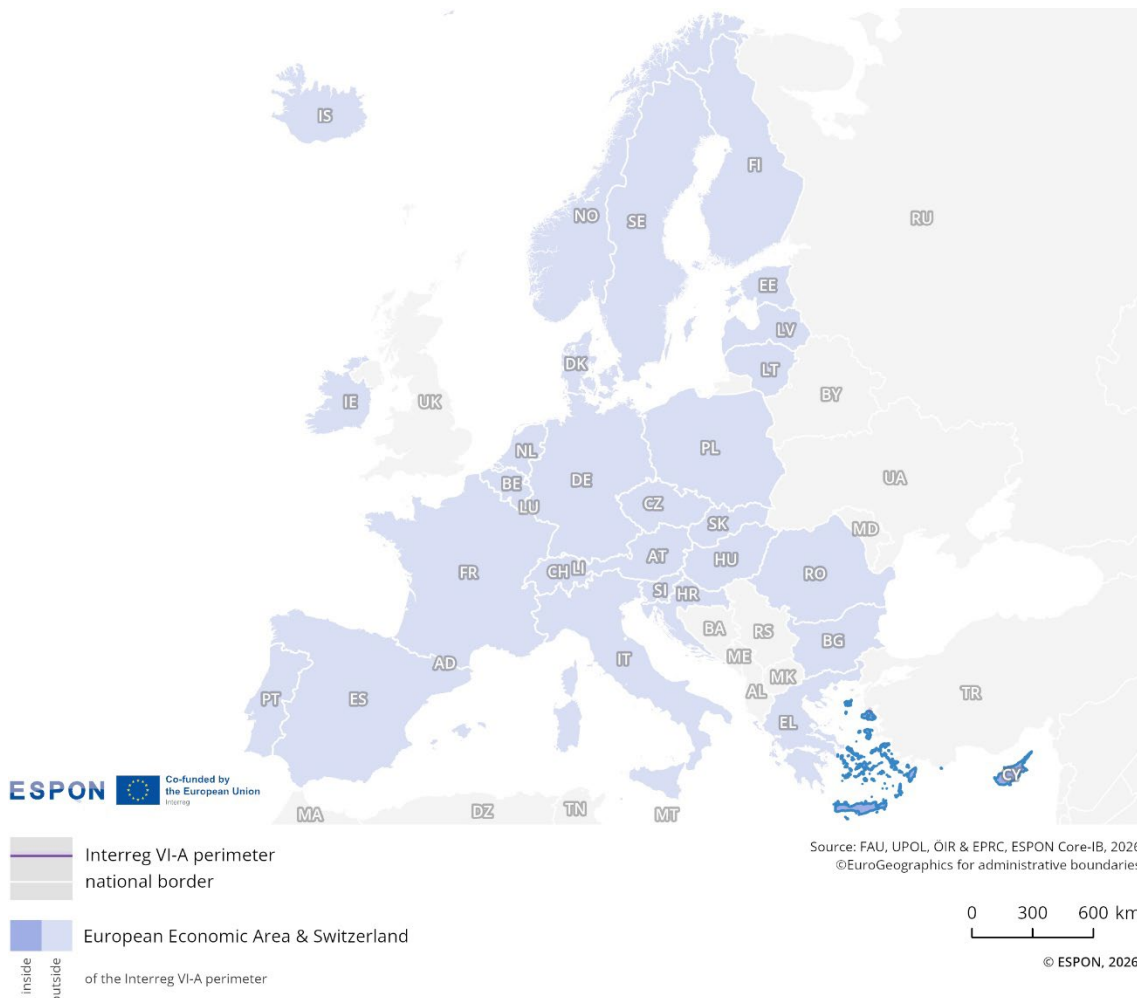 IS
FI
NO
SE
RU
EE
LV
DK
LT
IE
UK
BY
NL
PL
BE
DE
UA
LU
CZ
SK
MD
AT
HU
FR
CH
LI
RO
SI
HR
BA
RS
BG
IT
ME
AD
MK
AL
PT
ES
TR
EL
CY
ESPON
Co-funded by
the European Union
Interreg
MA
DZ
TN
MT
Interreg VI-A perimeter
national border
European Economic Area & Switzerland
inside
outside
of the Interreg VI-A perimeter
Source: FAU, UPOL, ÖIR & EPRC, ESPON Core-IB, 2026
©EuroGeographics for administrative boundaries
0 300 600 km
© ESPON, 2026